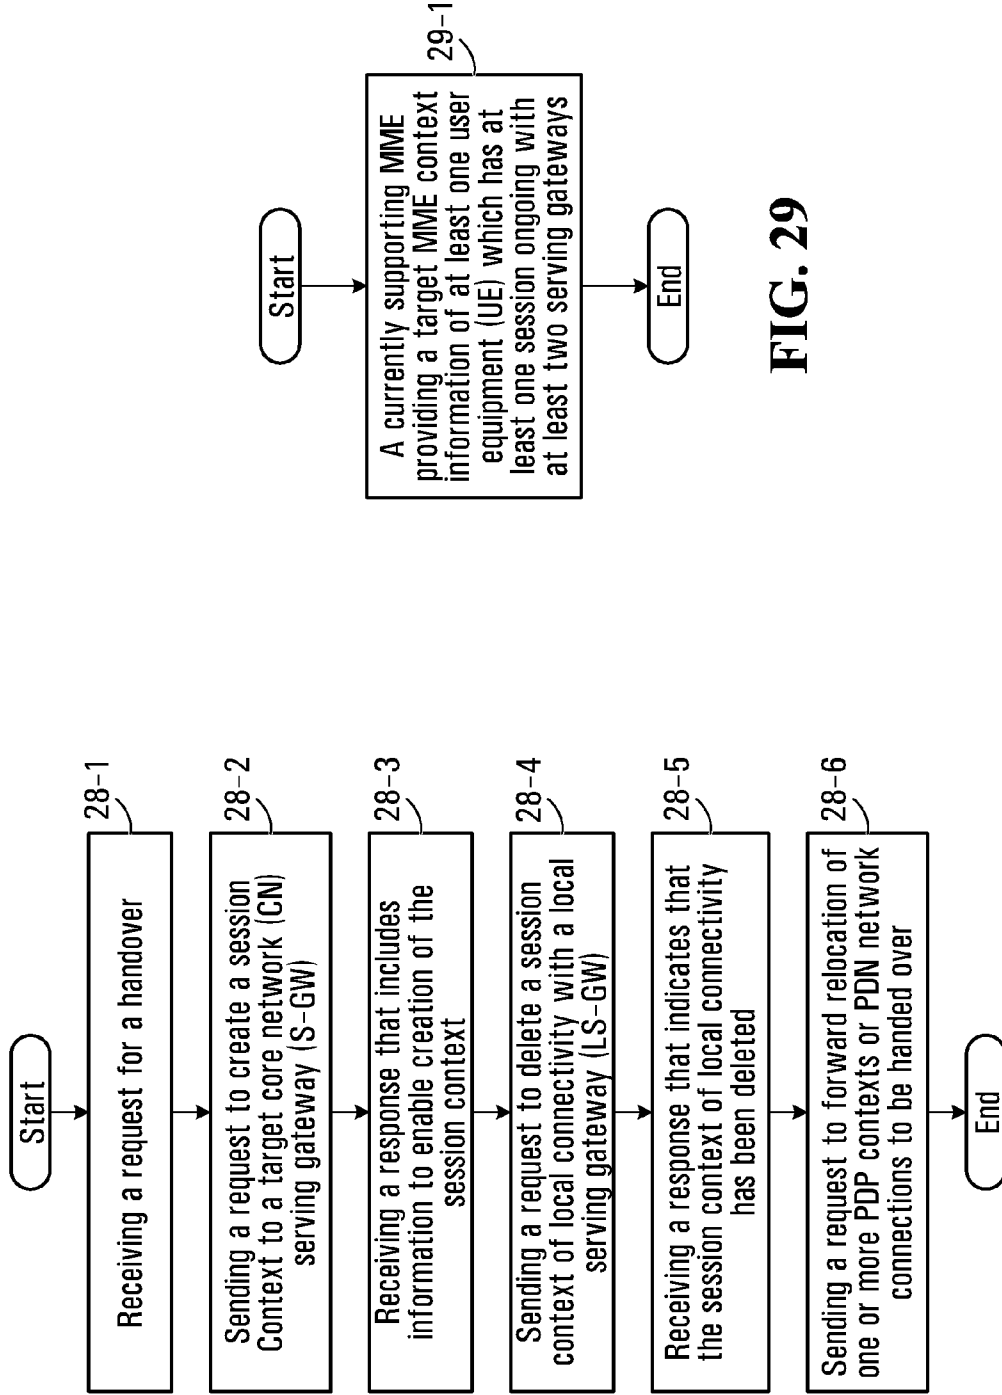 Start
28-1
Receiving a request for a handover
28-2
Sending a request to create a session
Context to a target core network (CN)
serving gateway (S-GW)
28-3
Receiving a response that includes
information to enable creation of the
session context
28-4
Sending a request to delete a session
context of local connectivity with a local
serving gateway (LS-GW)
28-5
Receiving a response that indicates that
the session context of local connectivity
has been deleted
28-6
Sending a request to forward relocation of
one or more PDP contexts or PDN network
connections to be handed over
End
Start
29-1
A currently supporting MME
providing a target MME context
information of at least one user
equipment (UE) which has at
least one session ongoing with
at least two serving gateways
End
FIG. 29